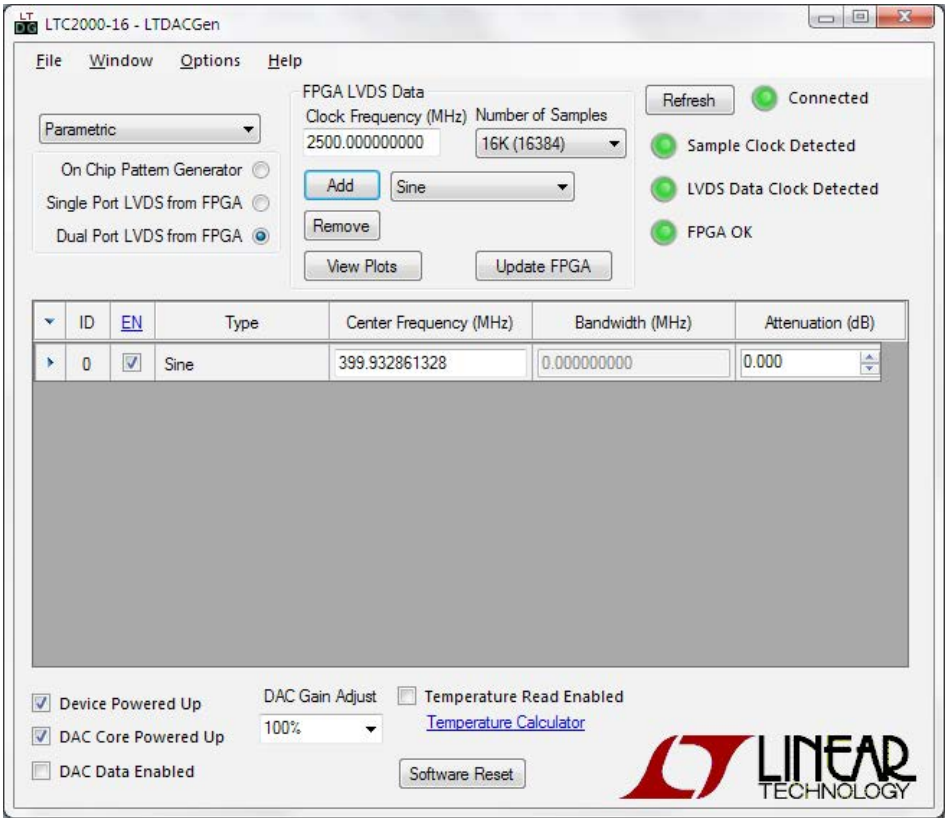 LT
DG
LTC2000-16 - LTDACGen
File Window Options Help
Parametric
On Chip Pattern Generator
Single Port LVDS from FPGA
Dual Port LVDS from FPGA
FPGA LVDS Data
Clock Frequency (MHz) Number of Samples
2500.000000000 16K (16384)
Add Sine
Remove
View Plots Update FPGA
Refresh Connected
Sample Clock Detected
LVDS Data Clock Detected
FPGA OK
ID EN Type Center Frequency (MHz) Bandwidth (MHz) Attenuation (dB)
0 Sine 399.932861328 0.000000000 0.000
Device Powered Up
DAC Core Powered Up
DAC Data Enabled
DAC Gain Adjust
100%
Temperature Read Enabled
Temperature Calculator
Software Reset
LINEAR
TECHNOLOGY